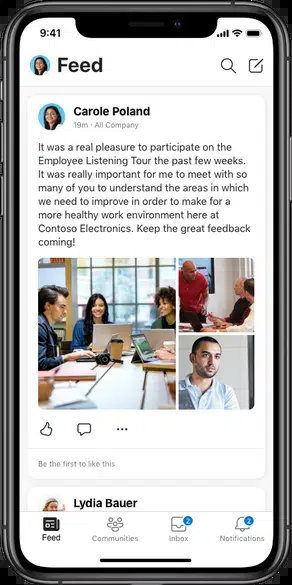 9:41
Feed
Carole Poland
19m · All Company
It was a real pleasure to participate on the
Employee Listening Tour the past few weeks.
It was really important for me to meet with so
many of you to understand the areas in which
we need to improve in order to make for a
more healthy work environment here at
Contoso Electronics. Keep the great feedback
coming!
Be the first to like this
Lydia Bauer
2 2
Feed Communities Inbox Notifications